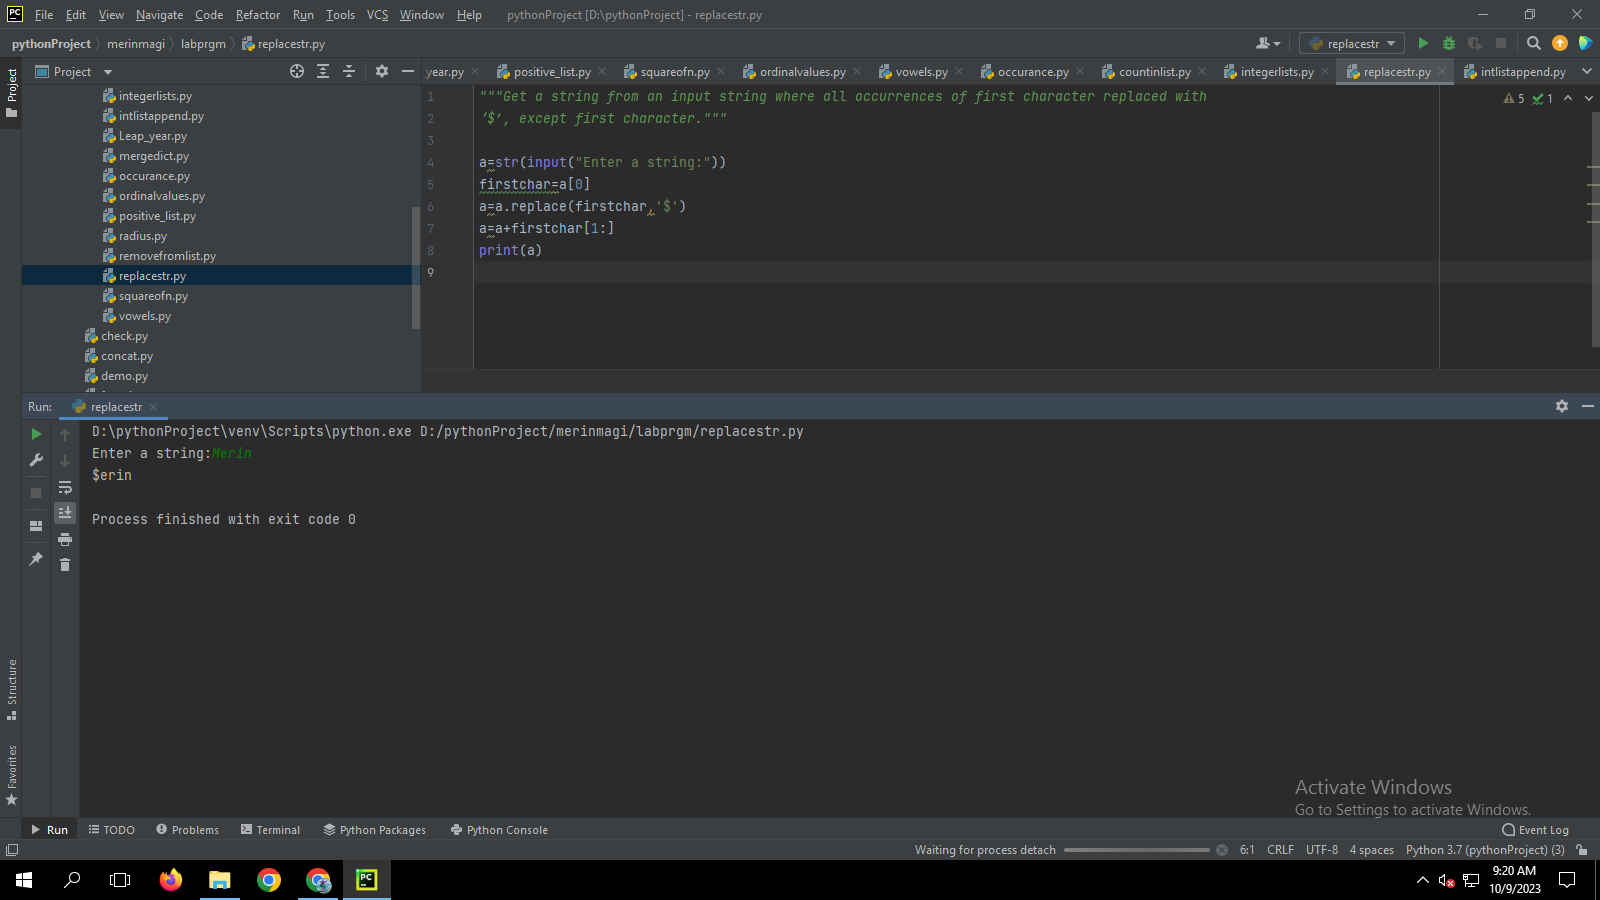 PC File Edit View Navigate Code Refactor Run Tools VCS Window Help pythonProject [D:\pythonProject] - replacestr.py
pythonProject merinmagi labprgm replacestr.py replacestr
Project _year.py positive_list.py squareofn.py ordinalvalues.py vowels.py occurance.py countinlist.py integerlists.py replacestr.py intlistappend.py
Project
integerlists.py
intlistappend.py
Leap_year.py
mergedict.py
occurance.py
ordinalvalues.py
positive_list.py
radius.py
removefromlist.py
replacestr.py
squareofn.py
vowels.py
check.py
concat.py
demo.py
1 """Get a string from an input string where all occurrences of first character replaced with
2 ‘$’, except first character."""
3
4 a=str(input("Enter a string:"))
5 firstchar=a[0]
6 a=a.replace(firstchar,'$')
7 a=a+firstchar[1:]
8 print(a)
9
5 1
Run: replacestr
D:\pythonProject\venv\Scripts\python.exe D:/pythonProject/merinmagi/labprgm/replacestr.py
Enter a string:Merin
$erin
Process finished with exit code 0
Structure
Favorites
Activate Windows
Go to Settings to activate Windows.
Run TODO Problems Terminal Python Packages Python Console Event Log
Waiting for process detach 6:1 CRLF UTF-8 4 spaces Python 3.7 (pythonProject) (3)
PC
9:20 AM
10/9/2023